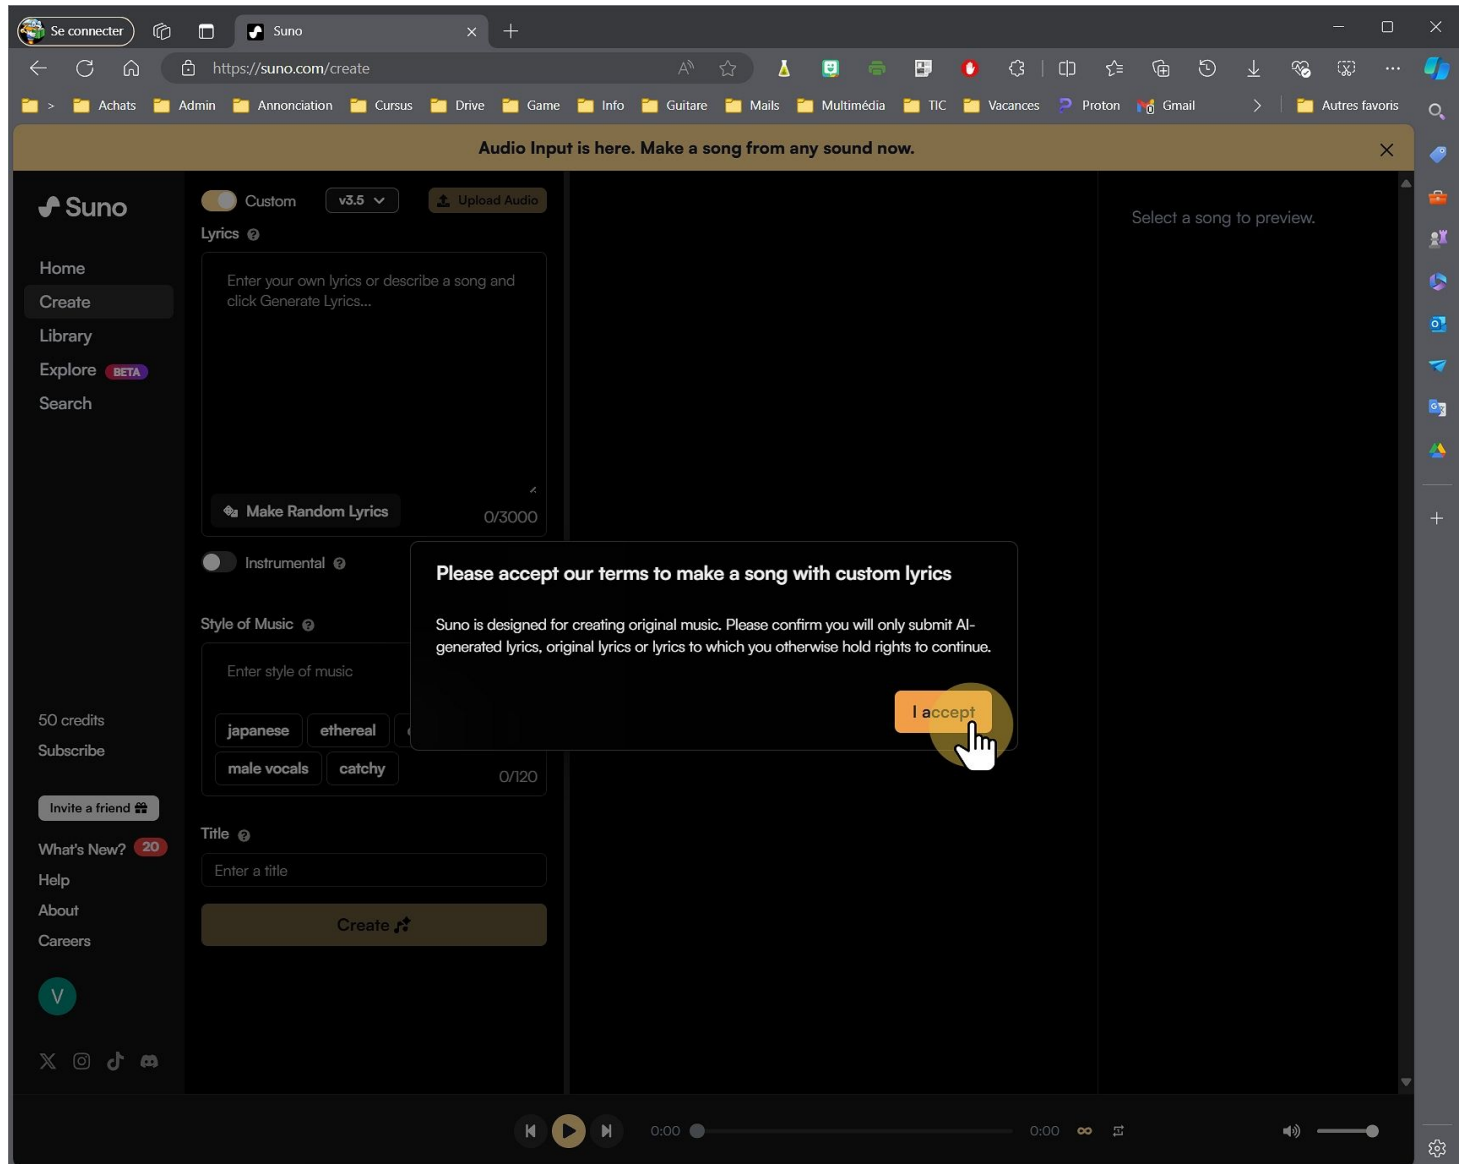 Se connecter
Suno
https://suno.com/create
>
Achats
Admin
Annonciation
Cursus
Drive
Game
Info
Guitare
Mails
Multimédia
TIC
Vacances
Proton
Gmail
Autres favoris
Audio Input is here. Make a song from any sound now.
Suno
Home
Create
Library
Explore BETA
Search
50 credits
Subscribe
Invite a friend
What's New? 20
Help
About
Careers
V
Custom
v3.5
Upload Audio
Lyrics
Enter your own lyrics or describe a song and
click Generate Lyrics...
Make Random Lyrics
0/3000
Instrumental
Style of Music
Enter style of music
japanese
ethereal
male vocals
catchy
0/120
Title
Enter a title
Create
Select a song to preview.
Please accept our terms to make a song with custom lyrics
Suno is designed for creating original music. Please confirm you will only submit AI-
generated lyrics, original lyrics or lyrics to which you otherwise hold rights to continue.
I accept
0:00
0:00